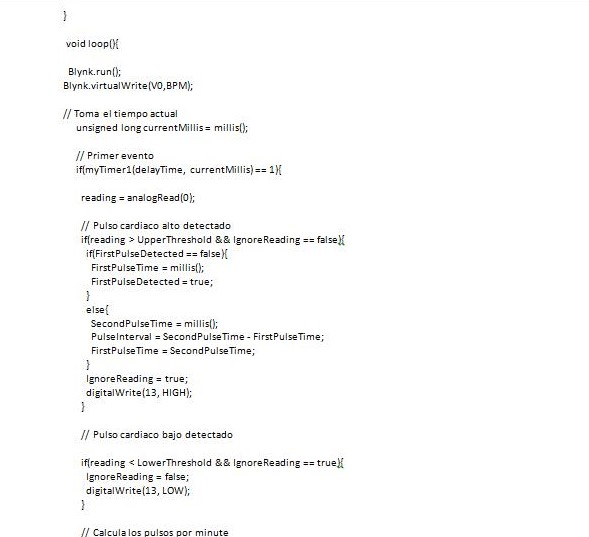 }
void loop(){
Blynk.run();
Blynk.virtualWrite(V0,BPM);
// Toma el tiempo actual
unsigned long currentMillis = millis();
// Primer evento
if(myTimer1(delayTime, currentMillis) == 1){
reading = analogRead(0);
// Pulso cardiaco alto detectado
if(reading > UpperThreshold && IgnoreReading == false){
if(FirstPulseDetected == false){
FirstPulseTime = millis();
FirstPulseDetected = true;
}
else{
SecondPulseTime = millis();
PulseInterval = SecondPulseTime - FirstPulseTime;
FirstPulseTime = SecondPulseTime;
}
IgnoreReading = true;
digitalWrite(13, HIGH);
}
// Pulso cardiaco bajo detectado
if(reading < LowerThreshold && IgnoreReading == true){
IgnoreReading = false;
digitalWrite(13, LOW);
}
// Calcula los pulsos por minute